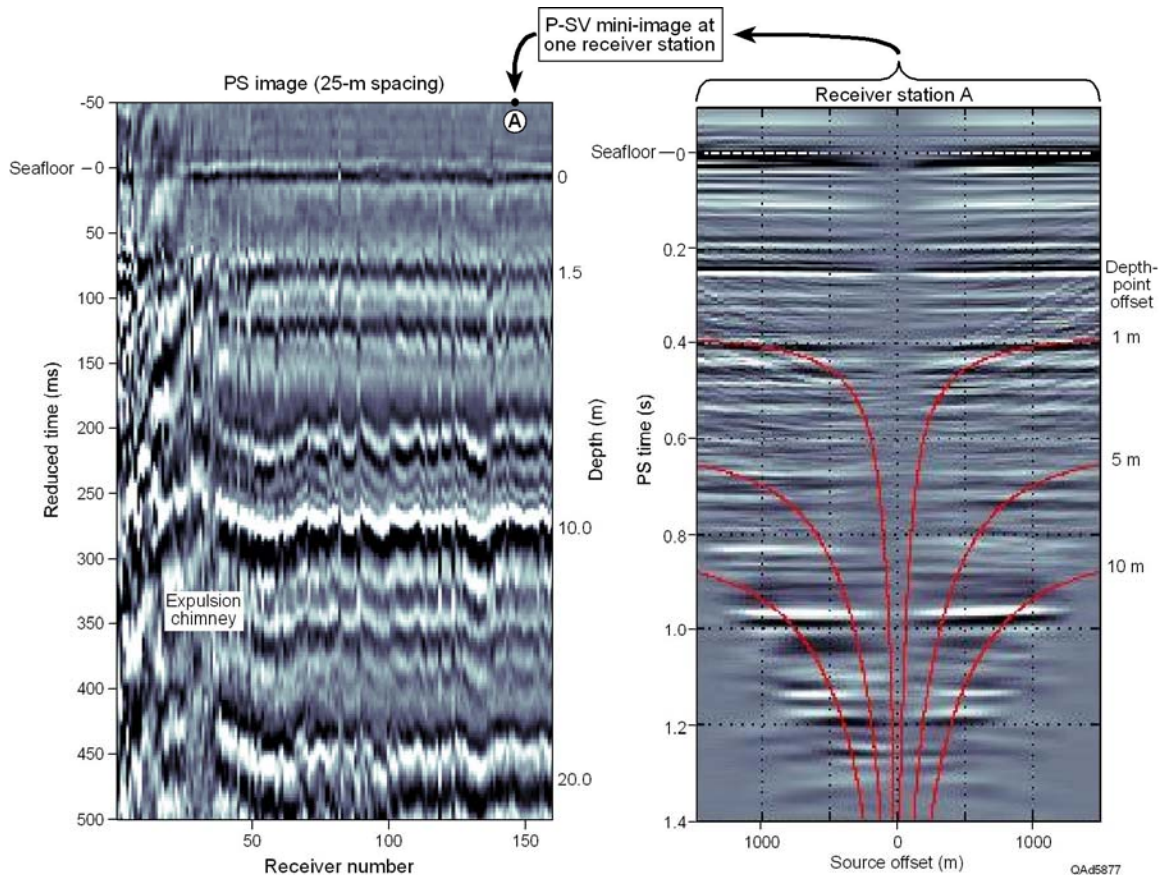 P-SV mini-image at
one receiver station
PS image (25-m spacing)
Receiver station A
-50
A
Seafloor
0
50
100
150
200
250
300
350
400
450
500
Reduced time (ms)
0
1.5
10.0
20.0
Depth (m)
Expulsion
chimney
50
100
150
Receiver number
Seafloor
0
0.2
0.4
0.6
0.8
1.0
1.2
1.4
PS time (s)
Depth-
point
offset
1 m
5 m
10 m
1000
0
1000
Source offset (m)
QAd5877